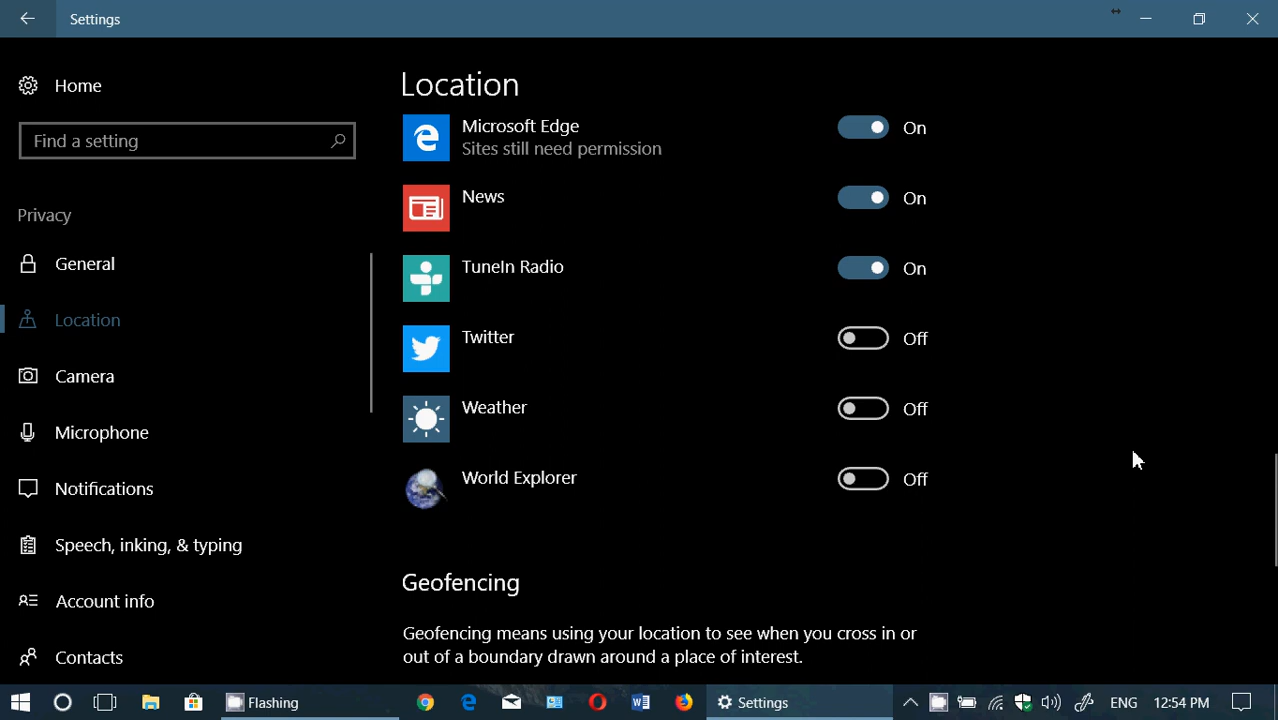 Settings
Home
Find a setting
Privacy
General
Location
Camera
Microphone
Notifications
Speech, inking, & typing
Account info
Contacts
Location
Microsoft Edge
On
Sites still need permission
News
On
TuneIn Radio
On
Twitter
Off
Weather
Off
World Explorer
Off
Geofencing
Geofencing means using your location to see when you cross in or
out of a boundary drawn around a place of interest.
Flashing
Settings
ENG
12:54 PM